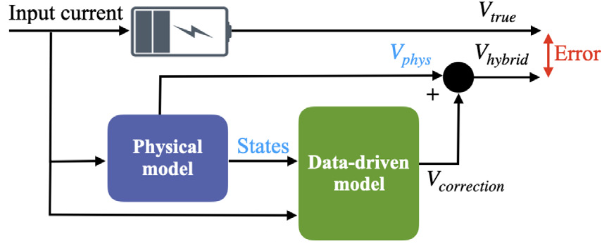 Input current
V_true
V_phys
V_hybrid
Error
+
Physical
model
States
Data-driven
model
V_correction